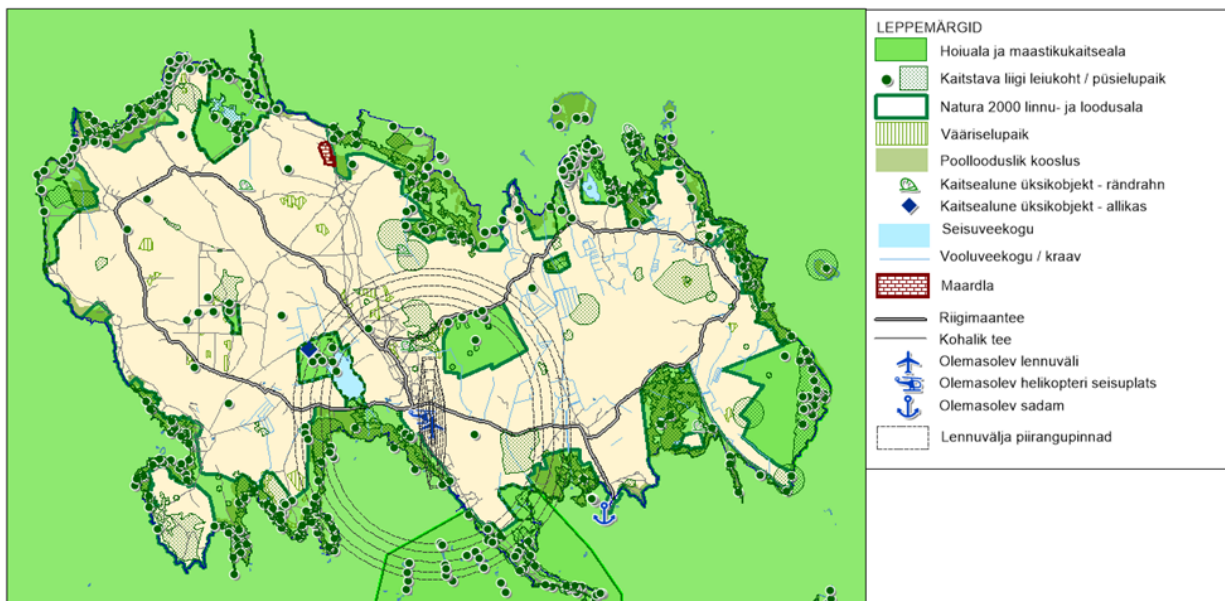 LEPPEMÄRGID
Hoiuala ja maastikukaitseala
Kaitstava liigi leiukoht / püsielupaik
Natura 2000 linnu- ja loodusala
Vääriselupaik
Poollooduslik kooslus
Kaitsealune üksikobjekt - rändrahn
Kaitsealune üksikobjekt - allikas
Seisuveekogu
Vooluveekogu / kraav
Maardla
Riigimaantee
Kohalik tee
Olemasolev lennuväli
Olemasolev helikopteri seisuplats
Olemasolev sadam
Lennuvälja piirangupinnad